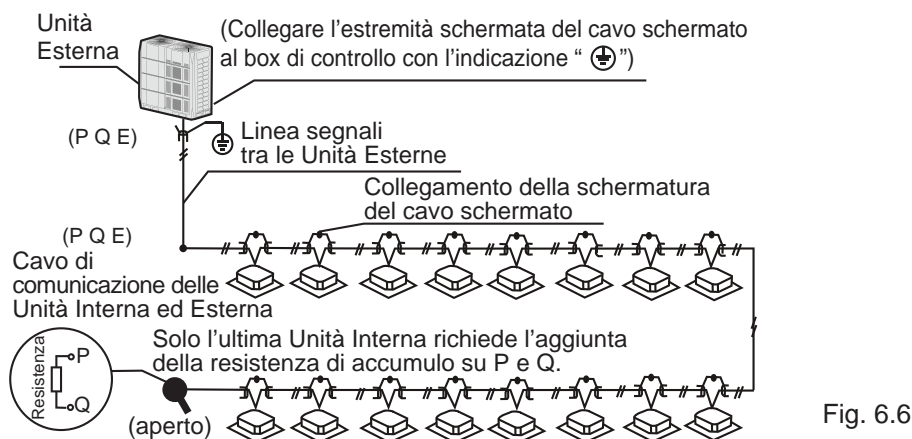 Unità
Esterna
(Collegare l'estremità schermata del cavo schermato
al box di controllo con l'indicazione “ ”)
(P Q E)
Linea segnali
tra le Unità Esterne
Collegamento della schermatura
del cavo schermato
(P Q E)
Cavo di
comunicazione delle
Unità Interna ed Esterna
Solo l'ultima Unità Interna richiede l'aggiunta
della resistenza di accumulo su P e Q.
Resistenza
P
Q
(aperto)
Fig. 6.6